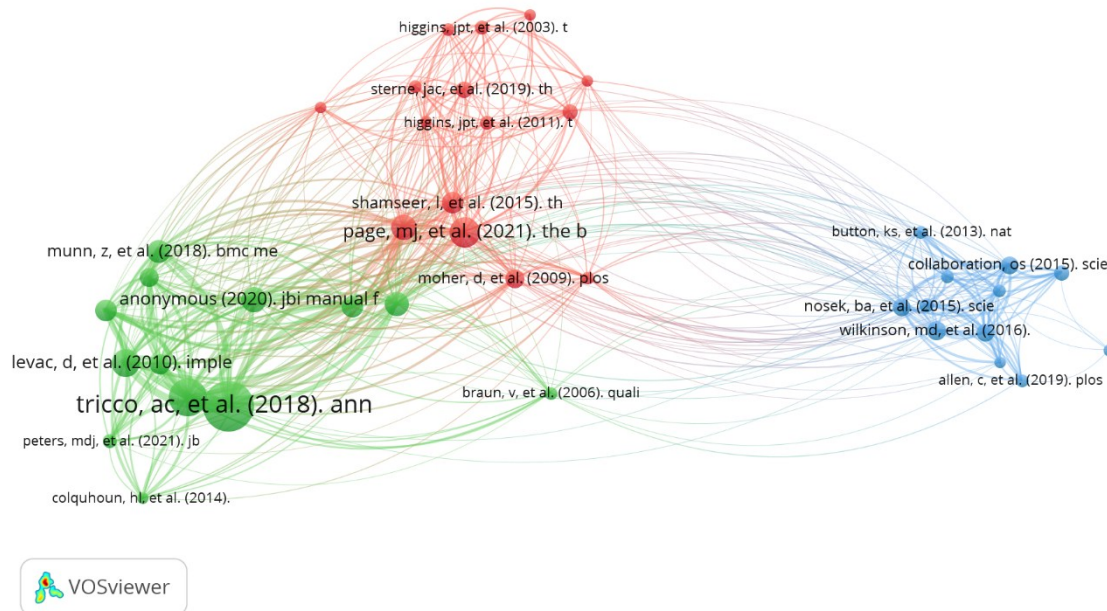 higgins, jpt, et al. (2003). t
sterne, jac, et al. (2019). th
higgins, jpt, et al. (2011). t
shamseer, l, et al. (2015). th
page, mj, et al. (2021). the b
button, ks, et al. (2013). nat
munn, z, et al. (2018). bmc me
collaboration, os (2015). scie
moher, d, et al. (2009). plos
anonymous (2020). jbi manual f
nosek, ba, et al. (2015). scie
wilkinson, md, et al. (2016).
levac, d, et al. (2010). imple
allen, c, et al. (2019). plos
braun, v, et al. (2006). quali
tricco, ac, et al. (2018). ann
peters, mdj, et al. (2021). jb
colquhoun, hl, et al. (2014).
VOSviewer